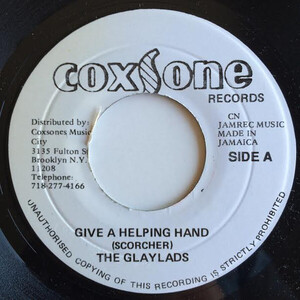 coxsone
RECORDS
Distributed by:
Coxsones Music
City
3135 Fulton St
Brooklyn N.Y.
11208
Telephone:
718-277-4166
CN
JAMREC MUSIC
MADE IN
JAMAICA
SIDE A
GIVE A HELPING HAND
(SCORCHER)
THE GLAYLADS
UNAUTHORISED COPYING OF THIS RECORD IS STRICTLY PROHIBITED